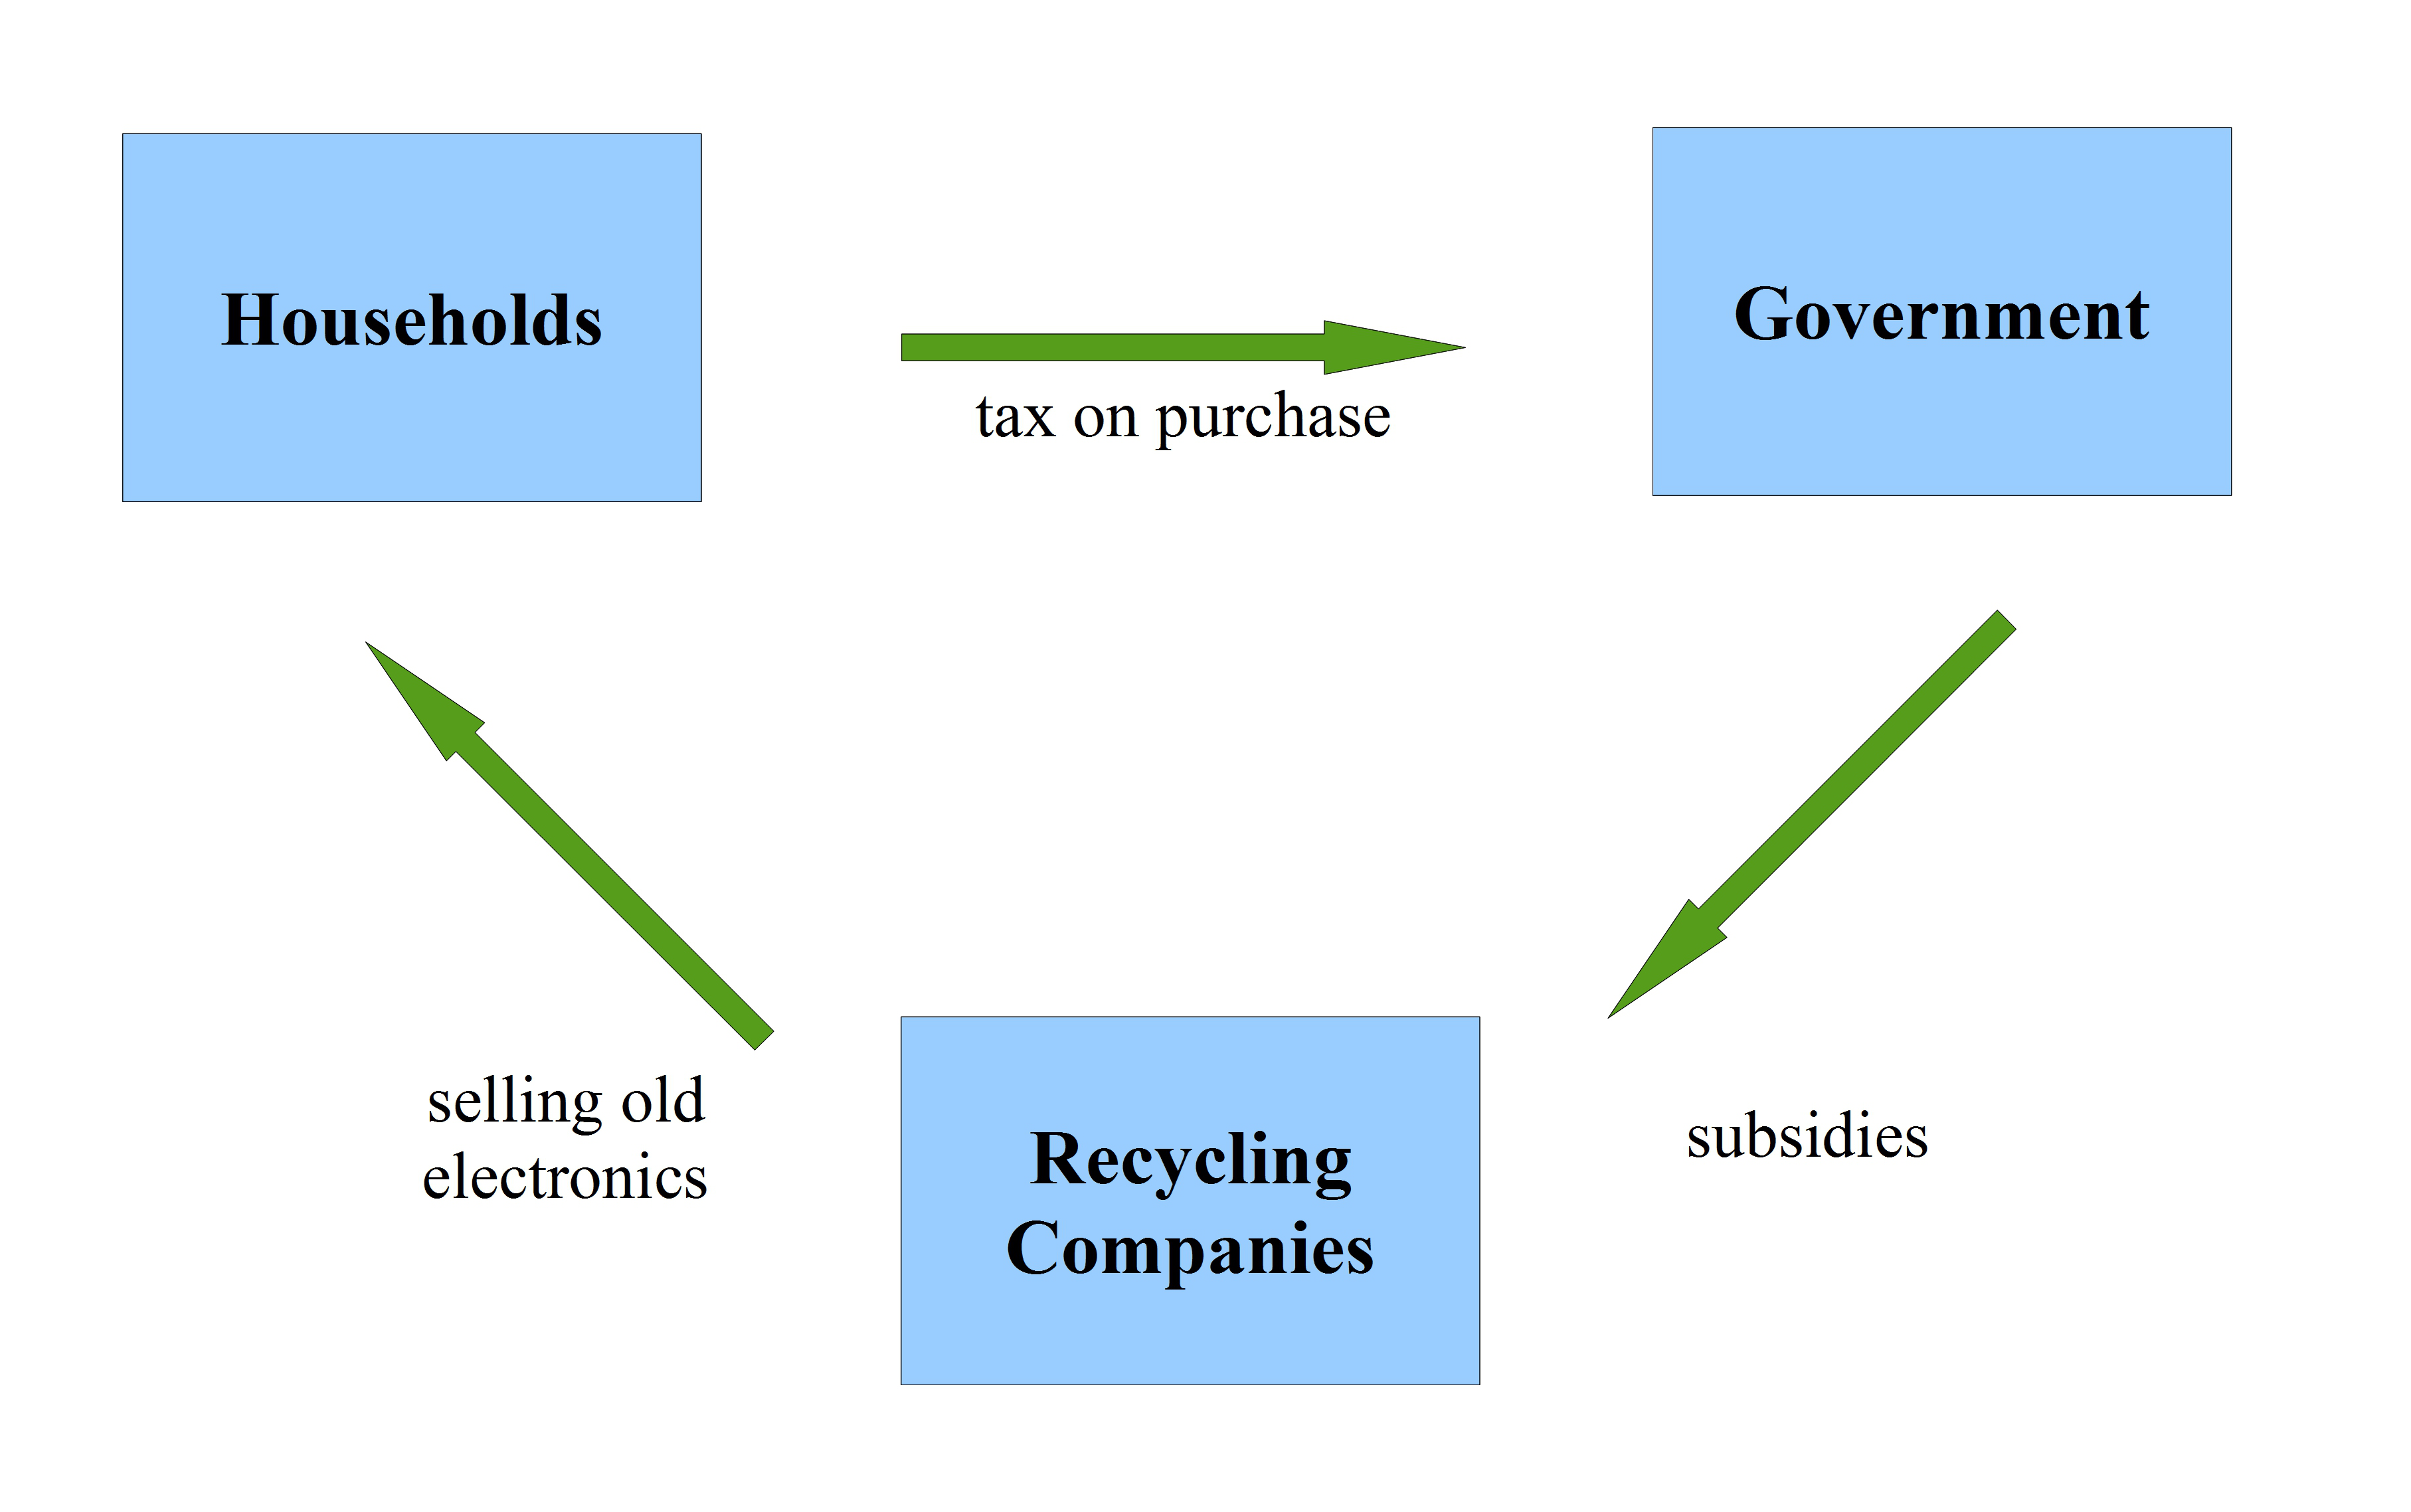 Households
Government
tax on purchase
selling old
electronics
Recycling
Companies
subsidies